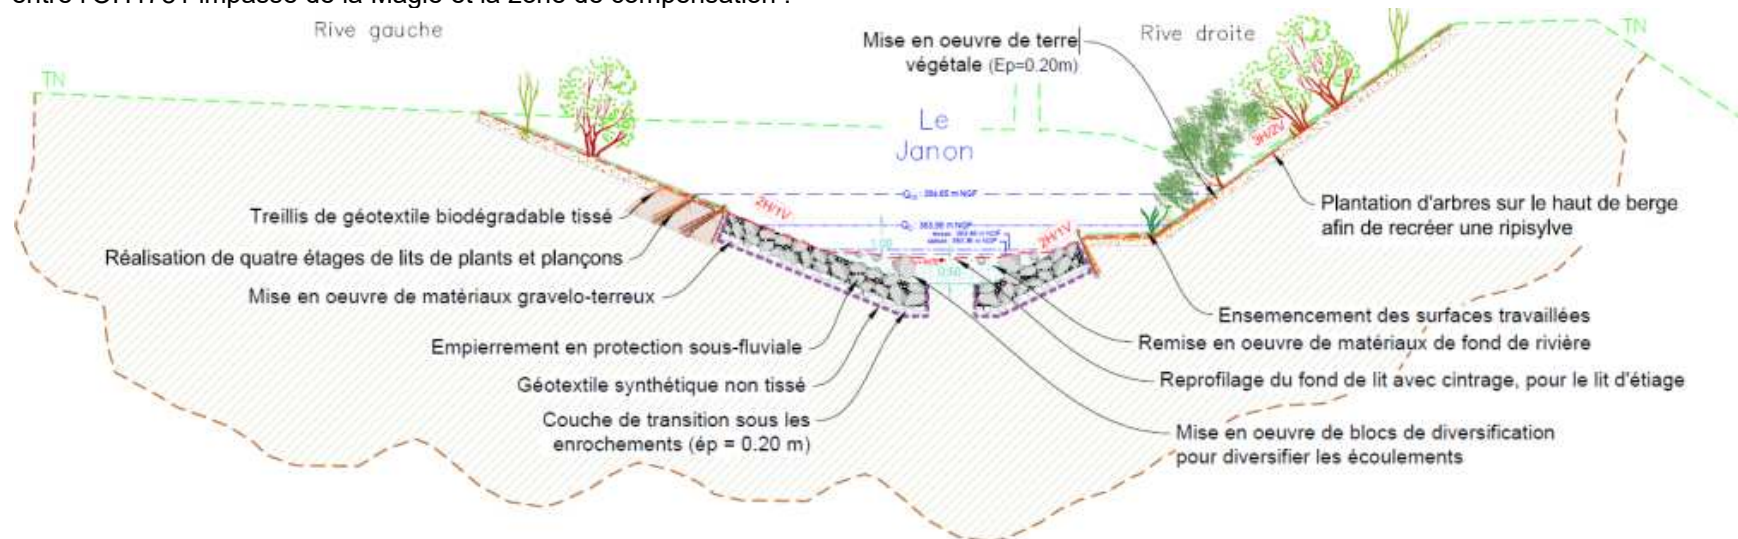 Rive gauche
Rive droite
Mise en oeuvre de terre
végétale (Ep=0.20m)
TN
TN
Le
Janon
3H/2V
2H/1V
2H/1V
Plantation d'arbres sur le haut de berge
afin de recréer une ripisylve
Treillis de géotextile biodégradable tissé
Réalisation de quatre étages de lits de plants et plançons
Mise en oeuvre de matériaux gravelo-terreux
Ensemencement des surfaces travaillées
Empierrement en protection sous-fluviale
Remise en oeuvre de matériaux de fond de rivière
Géotextile synthétique non tissé
Reprofilage du fond de lit avec cintrage, pour le lit d'étiage
Couche de transition sous les
enrochements (ép = 0.20 m)
Mise en oeuvre de blocs de diversification
pour diversifier les écoulements